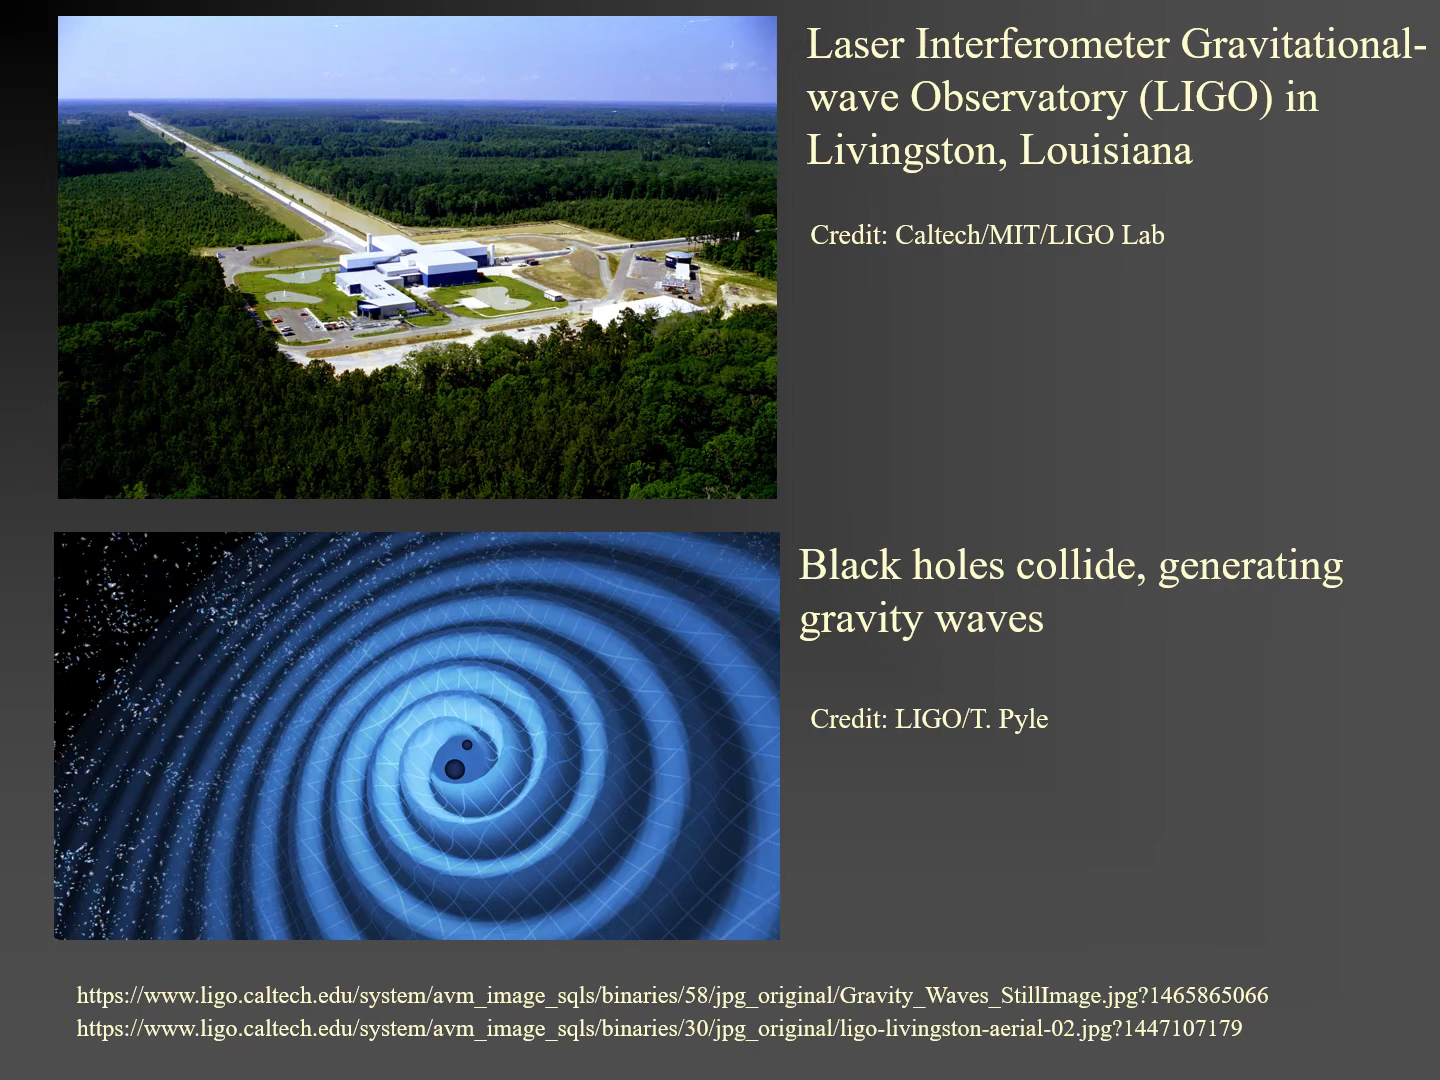 Laser Interferometer Gravitational-
wave Observatory (LIGO) in
Livingston, Louisiana
Credit: Caltech/MIT/LIGO Lab
Black holes collide, generating
gravity waves
Credit: LIGO/T. Pyle
https://www.ligo.caltech.edu/system/avm_image_sqls/binaries/58/jpg_original/Gravity_Waves_StillImage.jpg?1465865066
https://www.ligo.caltech.edu/system/avm_image_sqls/binaries/30/jpg_original/ligo-livingston-aerial-02.jpg?1447107179